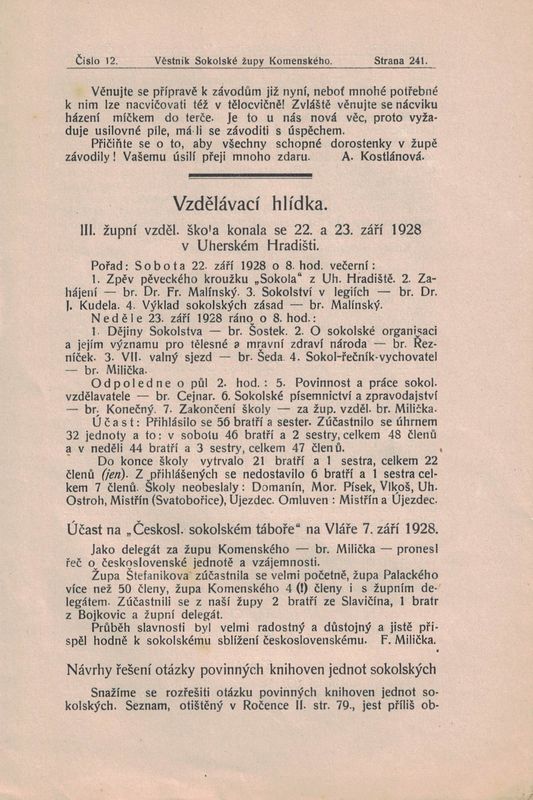 Číslo 12. Věstník Sokolské župy Komenského. Strana 241.
Věnujte se přípravě k závodům již nyní, neboť mnohé potřebné
k nim lze nacvičovati též v tělocvičně! Zvláště věnujte se nácviku
házení míčkem do terče. Je to u nás nová věc, proto vyža-
duje usilovné píle, má-li se závoditi s úspěchem.
Přičiňte se o to, aby všechny schopné dorostenky v župě
závodily! Vašemu úsilí přeji mnoho zdaru. A. Kostlánová.
Vzdělávací hlídka.
III. župní vzděl. škola konala se 22. a 23. září 1928
v Uherském Hradišti.
Pořad: Sobota 22. září 1928 o 8. hod. večerní:
1. Zpěv pěveckého kroužku „Sokola“ z Uh. Hradiště. 2. Za-
hájení — br. Dr. Fr. Malínský. 3. Sokolství v legiích — br. Dr.
J. Kudela. 4. Výklad sokolských zásad — br. Malínský.
Neděle 23. září 1928 ráno o 8. hod.:
1. Dějiny Sokolstva — br. Šostek. 2. O sokolské organisaci
a jejím významu pro tělesné a mravní zdraví národa — br. Řez-
níček. 3. VII. valný sjezd — br. Šeda 4. Sokol-řečník-vychovatel
— br. Milička.
Odpoledne o půl 2. hod.: 5. Povinnost a práce sokol.
vzdělavatele — br. Cejnar. 6. Sokolské písemnictví a zpravodajství
— br. Konečný. 7. Zakončení školy — za žup. vzděl. br. Milička.
Účast: Přihlásilo se 56 bratří a sester. Zúčastnilo se úhrnem
32 jednoty a to: v sobotu 46 bratří a 2 sestry, celkem 48 členů
a v neděli 44 bratří a 3 sestry, celkem 47 členů.
Do konce školy vytrvalo 21 bratří a 1 sestra, celkem 22
členů (jen). Z přihlášených se nedostavilo 6 bratří a 1 sestra cel-
kem 7 členů. Školy neobeslaly: Domanín, Mor. Písek, Vlkoš, Uh.
Ostroh, Mistřín (Svatobořice), Újezdec. Omluven: Mistřín a Újezdec.
Účast na „Českosl. sokolském táboře“ na Vláře 7. září 1928.
Jako delegát za župu Komenského — br. Milička — pronesl
řeč o československé jednotě a vzájemnosti.
Župa Štefanikova zúčastnila se velmi početně, župa Palackého
více než 50 členy, župa Komenského 4 (!) členy i s župním de-
legátem. Zúčastnili se z naší župy 2 bratří ze Slavičína, 1 bratr
z Bojkovic a župní delegát.
Průběh slavnosti byl velmi radostný a důstojný a jistě při-
spěl hodně k sokolskému sblížení československému. F. Milička.
Návrhy řešení otázky povinných knihoven jednot sokolských
Snažíme se rozřešiti otázku povinných knihoven jednot so-
kolských. Seznam, otištěný v Ročence II. str. 79., jest příliš ob-